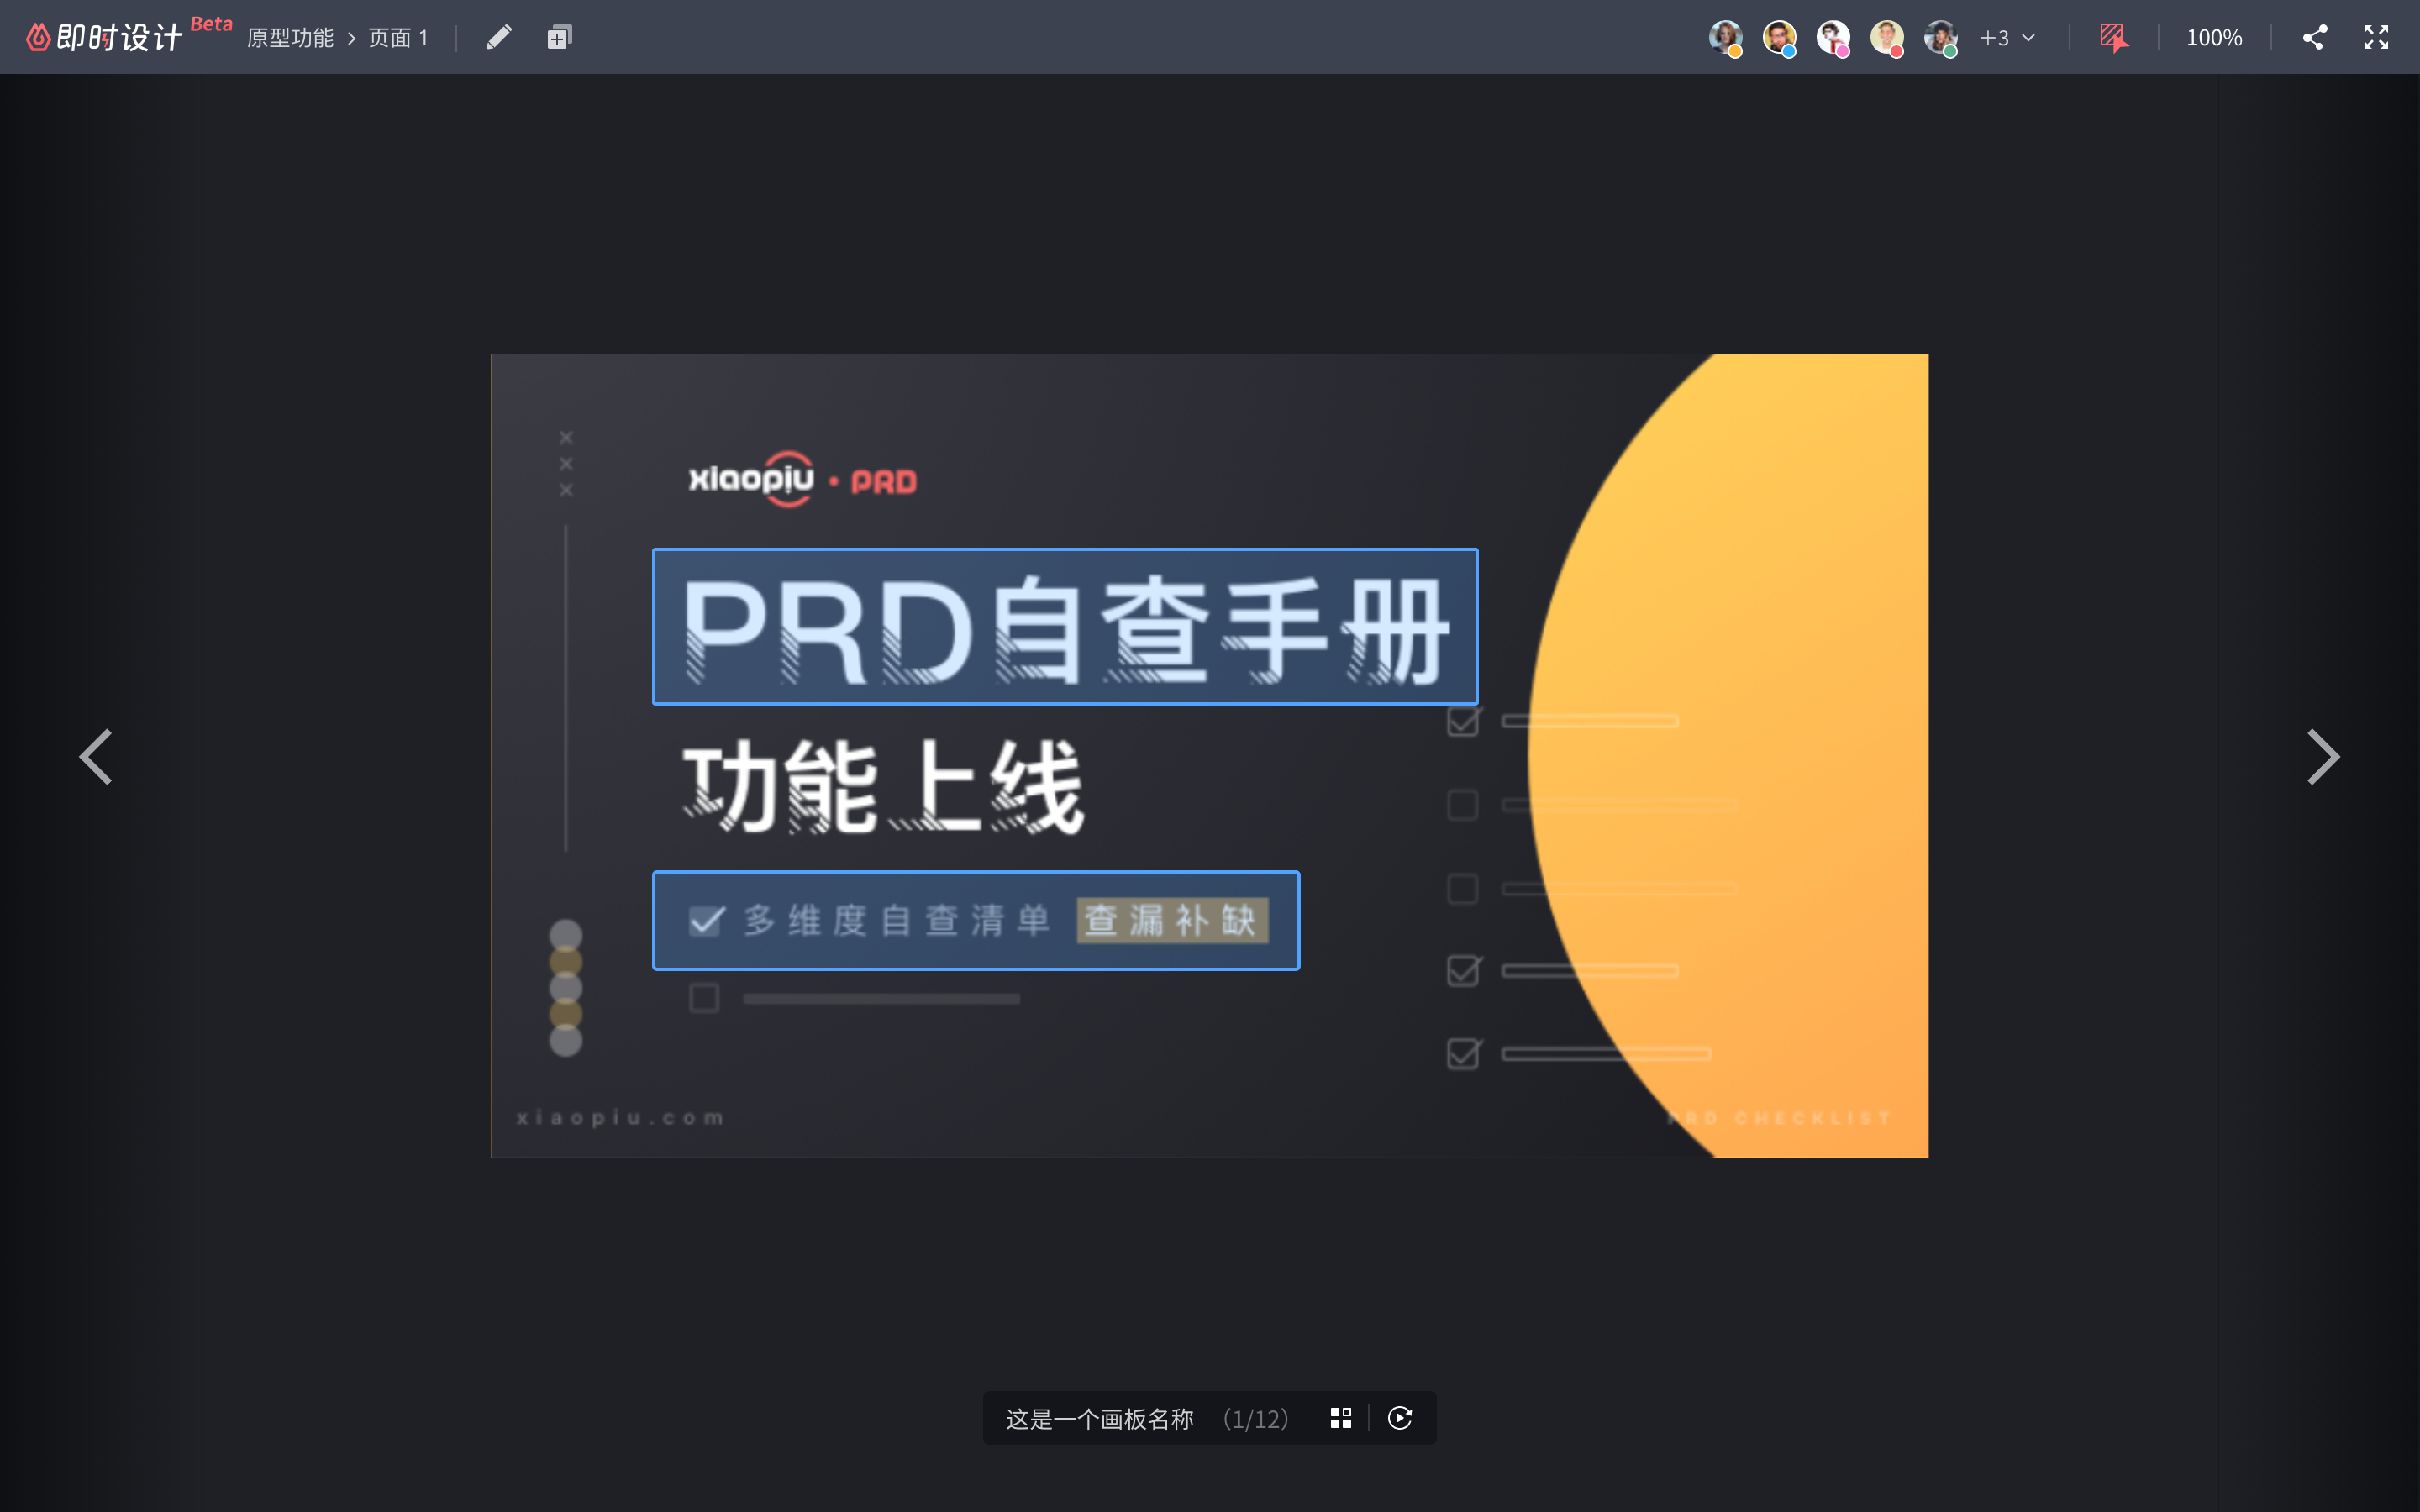 即时设计 Beta 原型功能 > 页面 1
+3 100%
xiaopiu · PRD
PRD自查手册
功能上线
多维度自查清单 查漏补缺
xiaopiu.com
PRD CHECKLIST
这是一个画板名称 （1/12）